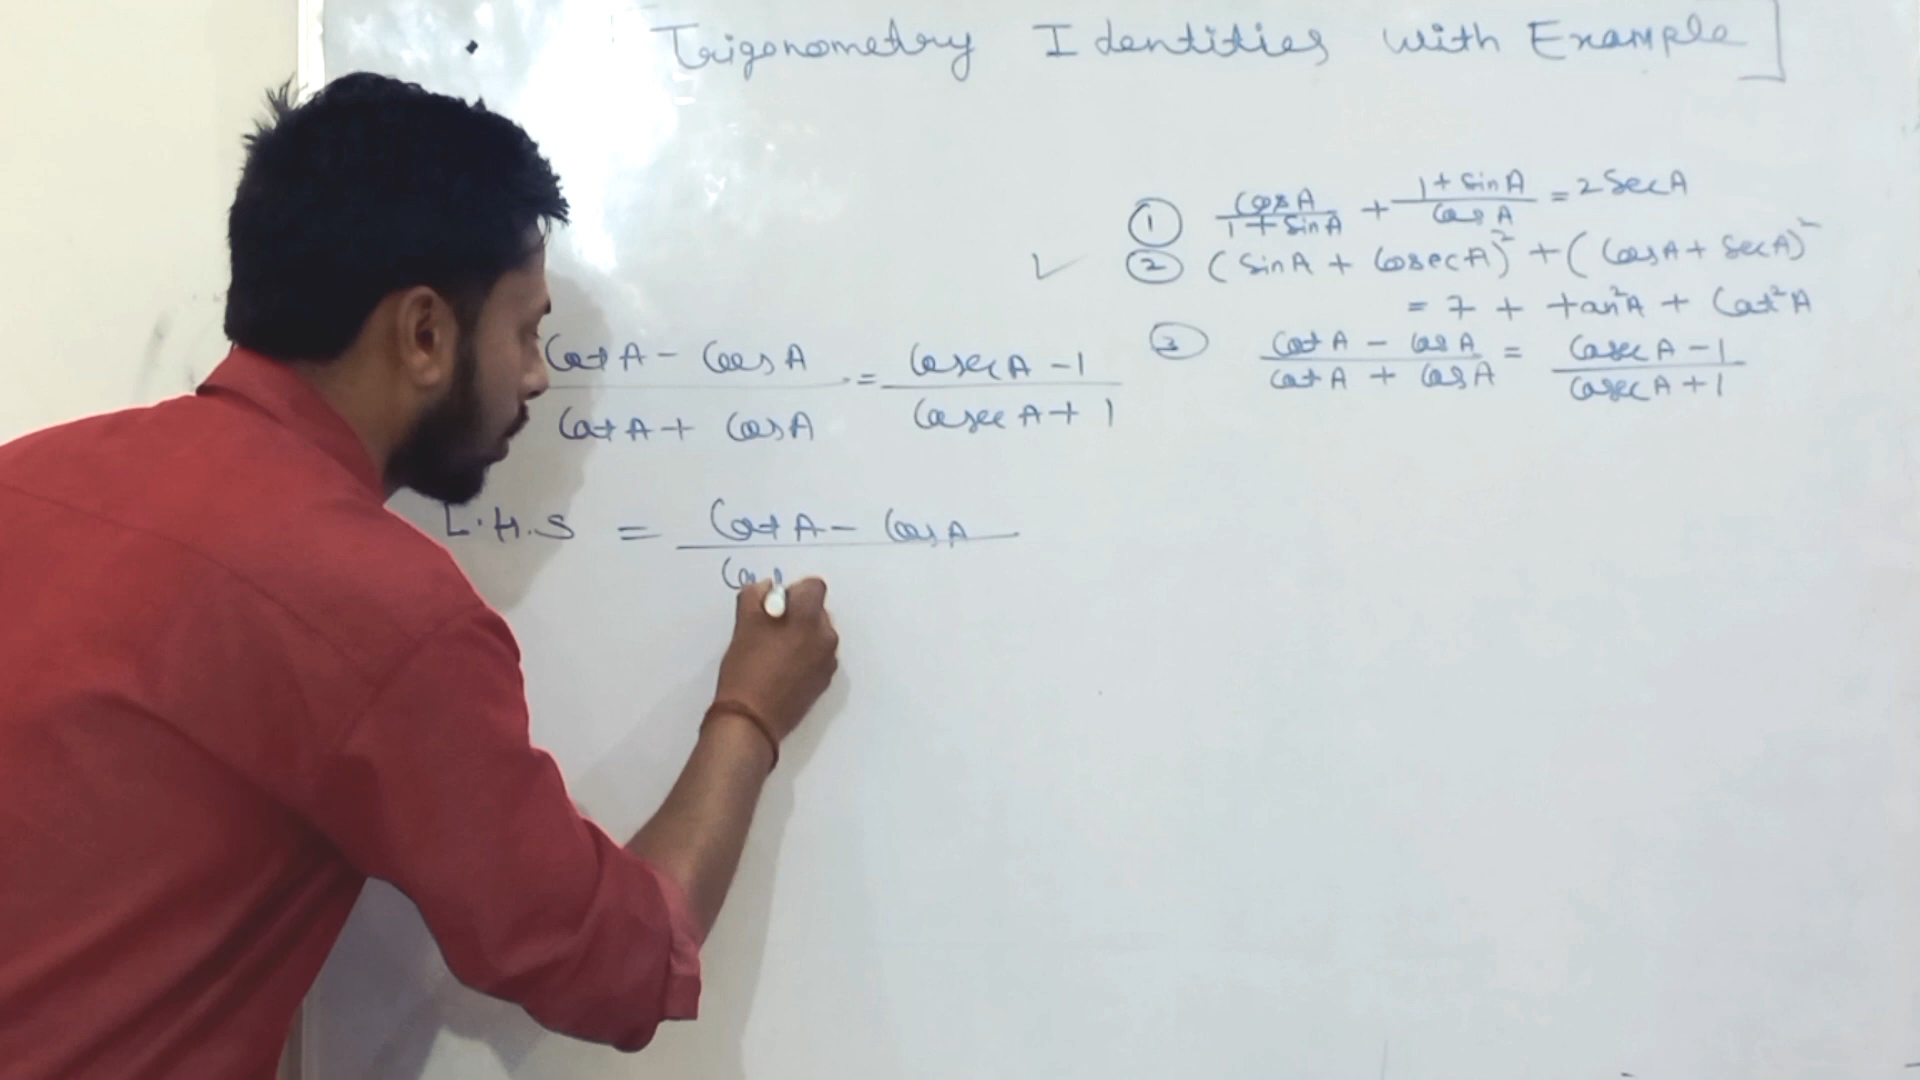 Trigonometry Identities with Example ]
① CosA / 1 + SinA + 1 + SinA / CosA = 2 SecA
② (SinA + CosecA)² + (CosA + SecA)²
= 7 + tan²A + Cot²A
③ CotA - CosA / CotA + CosA = CosecA - 1 / CosecA + 1
CotA - CosA / CotA + CosA = CosecA - 1 / CosecA + 1
L.H.S = CotA - CosA